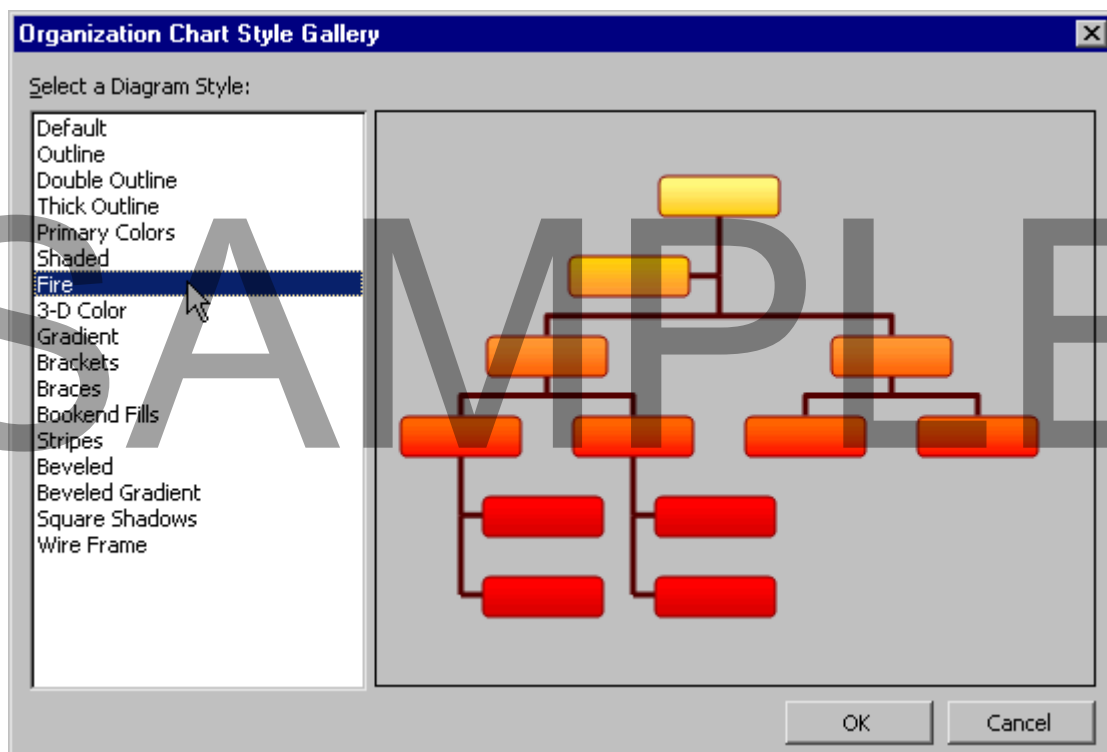 Organization Chart Style Gallery
Select a Diagram Style:
Default
Outline
Double Outline
Thick Outline
Primary Colors
Shaded
Fire
3-D Color
Gradient
Brackets
Braces
Bookend Fills
Stripes
Beveled
Beveled Gradient
Square Shadows
Wire Frame
SAMPLE
OK Cancel